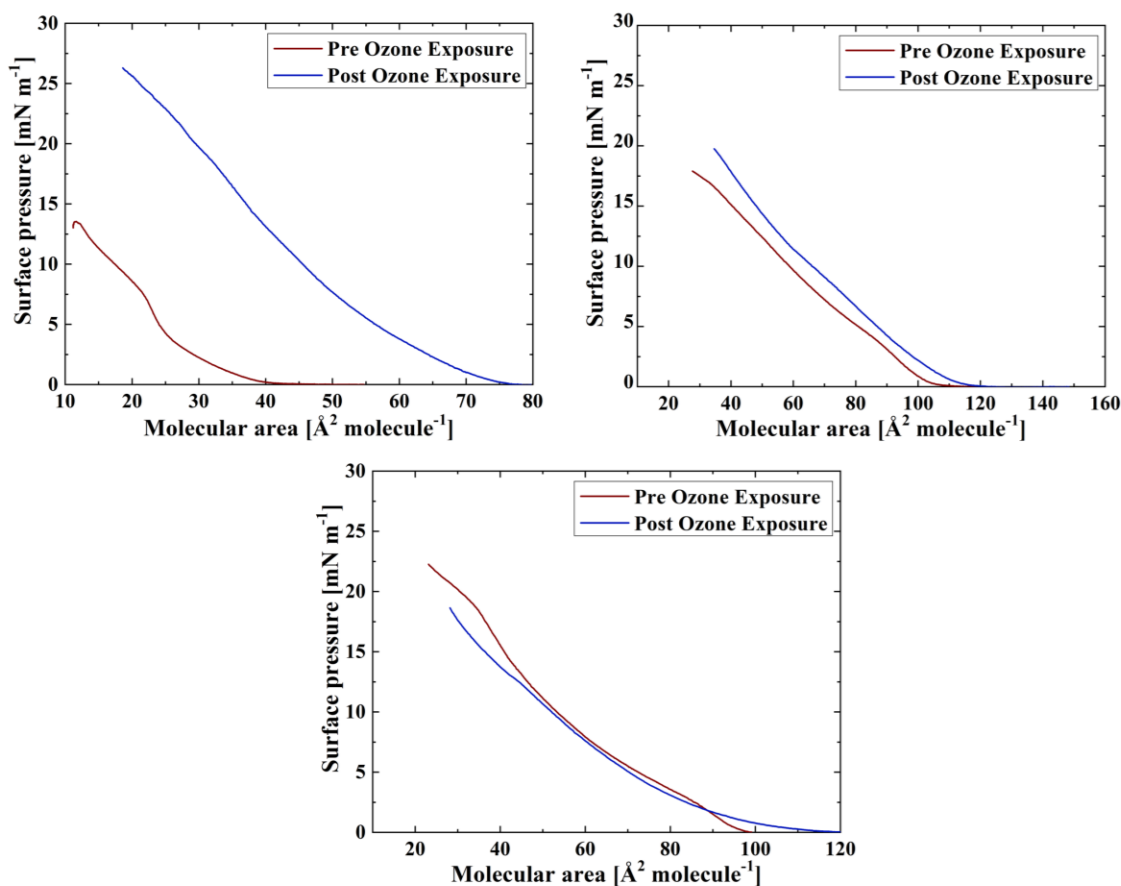 30
25
20
15
10
5
0
Surface pressure [mN m⁻¹]
Pre Ozone Exposure
Post Ozone Exposure
10 20 30 40 50 60 70 80
Molecular area [Å² molecule⁻¹]
30
25
20
15
10
5
0
Surface pressure [mN m⁻¹]
Pre Ozone Exposure
Post Ozone Exposure
20 40 60 80 100 120 140 160
Molecular area [Å² molecule⁻¹]
30
25
20
15
10
5
0
Surface pressure [mN m⁻¹]
Pre Ozone Exposure
Post Ozone Exposure
20 40 60 80 100 120
Molecular area [Å² molecule⁻¹]